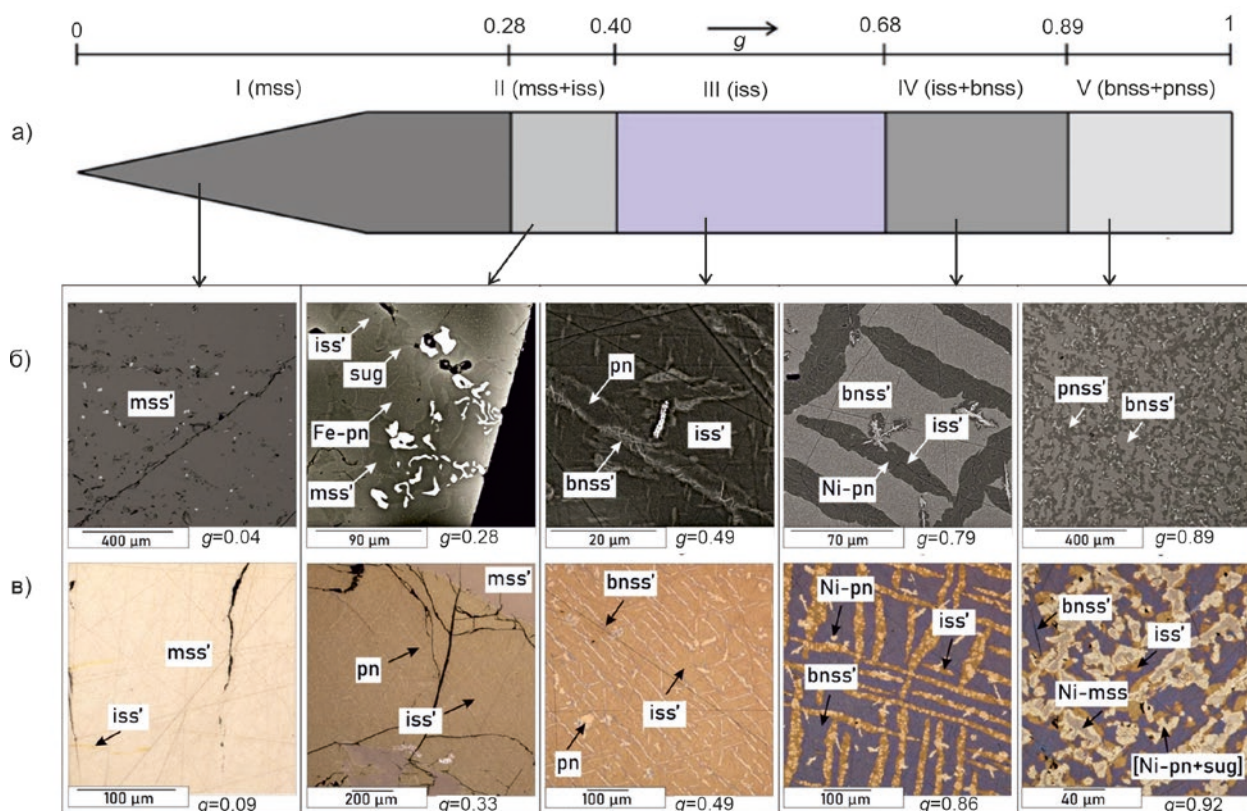 0 0.28 0.40 0.68 0.89 1
g
I (mss) II (mss+iss) III (iss) IV (iss+bnss) V (bnss+pnss)
а)
б)
mss'
400 µm g=0.04
iss'
sug
Fe-pn
mss'
90 µm g=0.28
pn
iss'
bnss'
20 µm g=0.49
bnss'
iss'
Ni-pn
70 µm g=0.79
pnss' bnss'
400 µm g=0.89
в)
mss'
iss'
100 µm g=0.09
mss'
pn
iss'
200 µm g=0.33
bnss'
iss'
pn
100 µm g=0.49
Ni-pn
iss'
bnss'
100 µm g=0.86
bnss'
iss'
Ni-mss
[Ni-pn+sug]
40 µm g=0.92